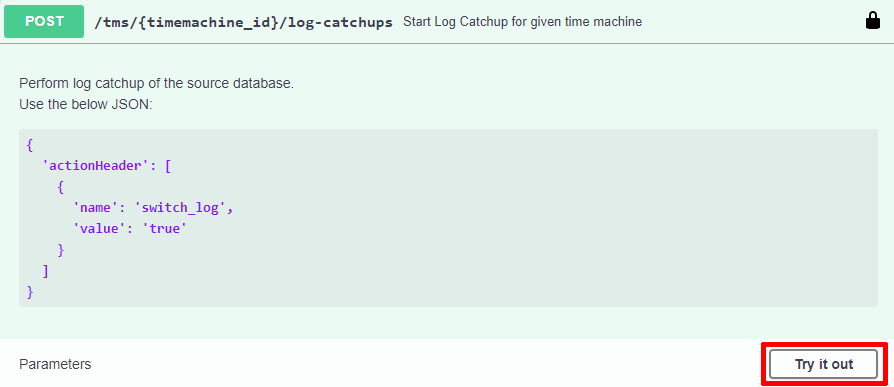 POST /tms/{timemachine_id}/log-catchups Start Log Catchup for given time machine
Perform log catchup of the source database.
Use the below JSON:
{
'actionHeader': [
{
'name': 'switch_log',
'value': 'true'
}
]
}
Parameters Try it out